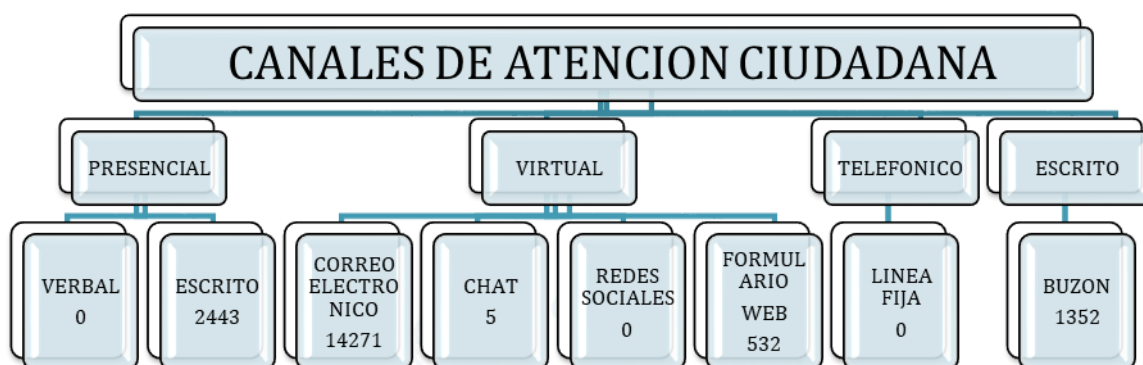 CANALES DE ATENCION CIUDADANA
PRESENCIAL
VIRTUAL
TELEFONICO
ESCRITO
VERBAL
0
ESCRITO
2443
CORREO
ELECTRO
NICO
14271
CHAT
5
REDES
SOCIALES
0
FORMUL
ARIO
WEB
532
LINEA
FIJA
0
BUZON
1352